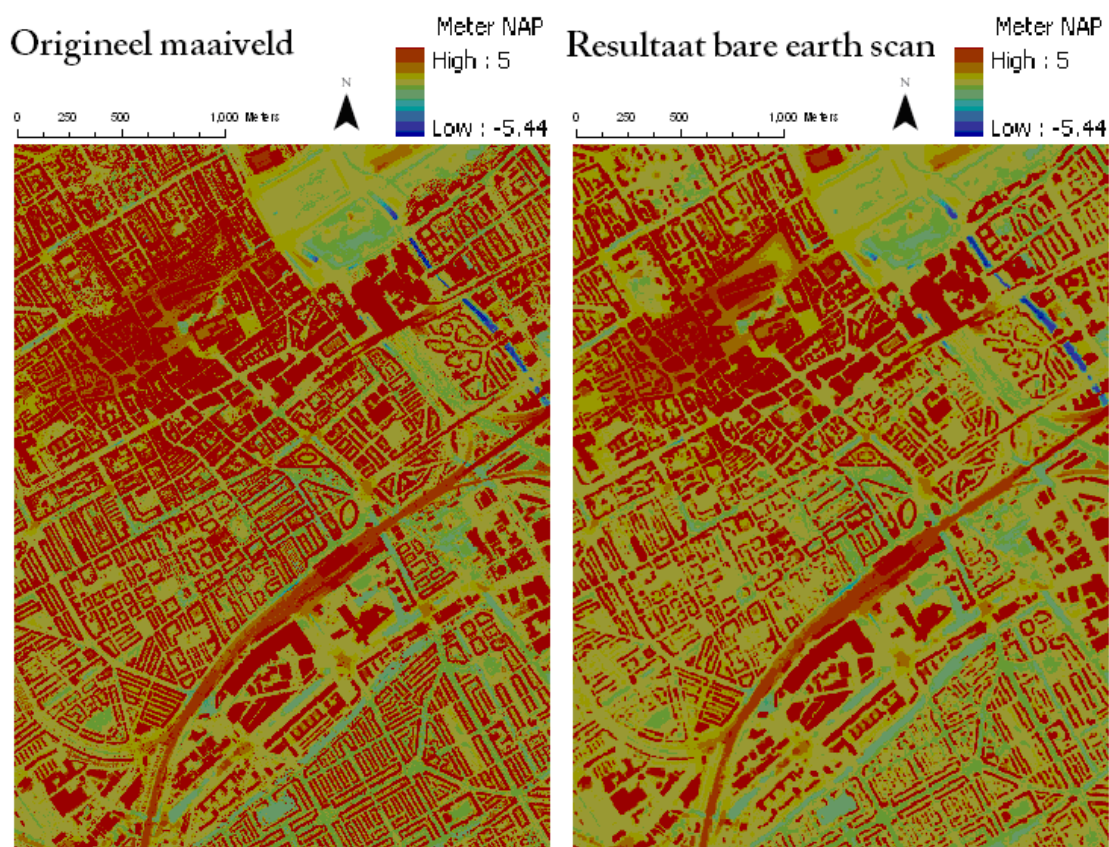 Origineel maaiveld
Meter NAP
High : 5
Low : -5.44
N
0 250 500 1,000 Meters
Resultaat bare earth scan
Meter NAP
High : 5
Low : -5.44
N
0 250 500 1,000 Meters